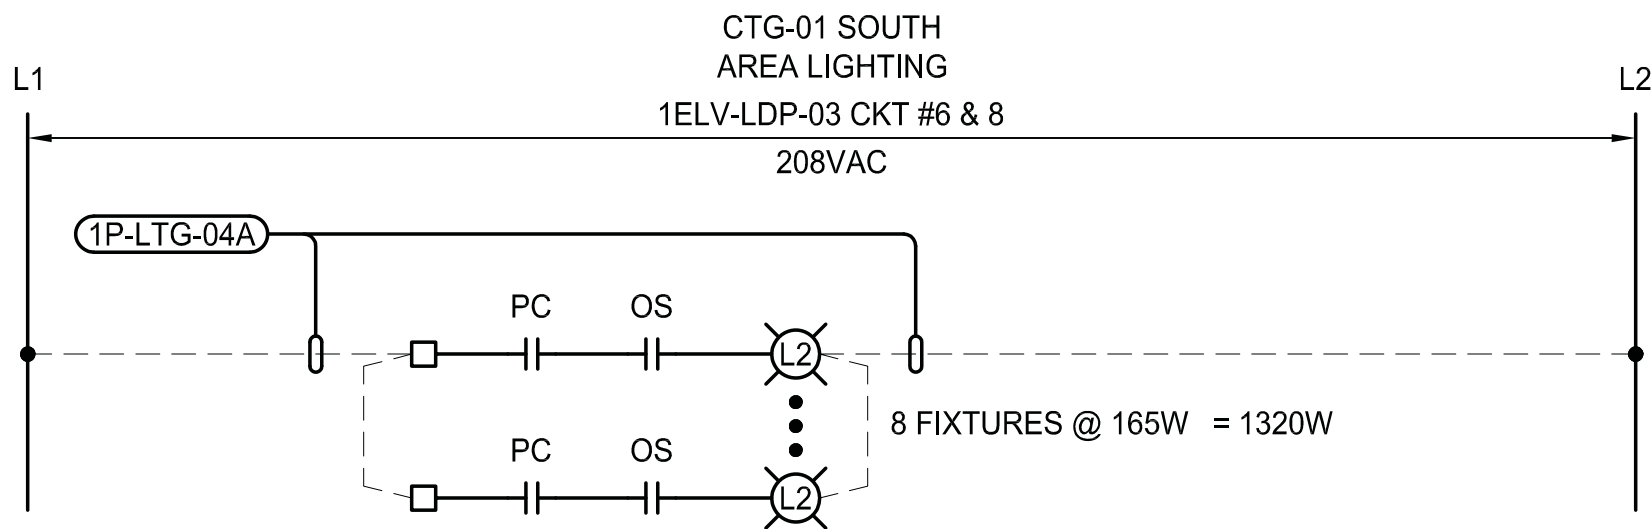 CTG-01 SOUTH
AREA LIGHTING
L1
L2
1ELV-LDP-03 CKT #6 & 8
208VAC
1P-LTG-04A
PC OS
L2
8 FIXTURES @ 165W = 1320W
PC OS
L2